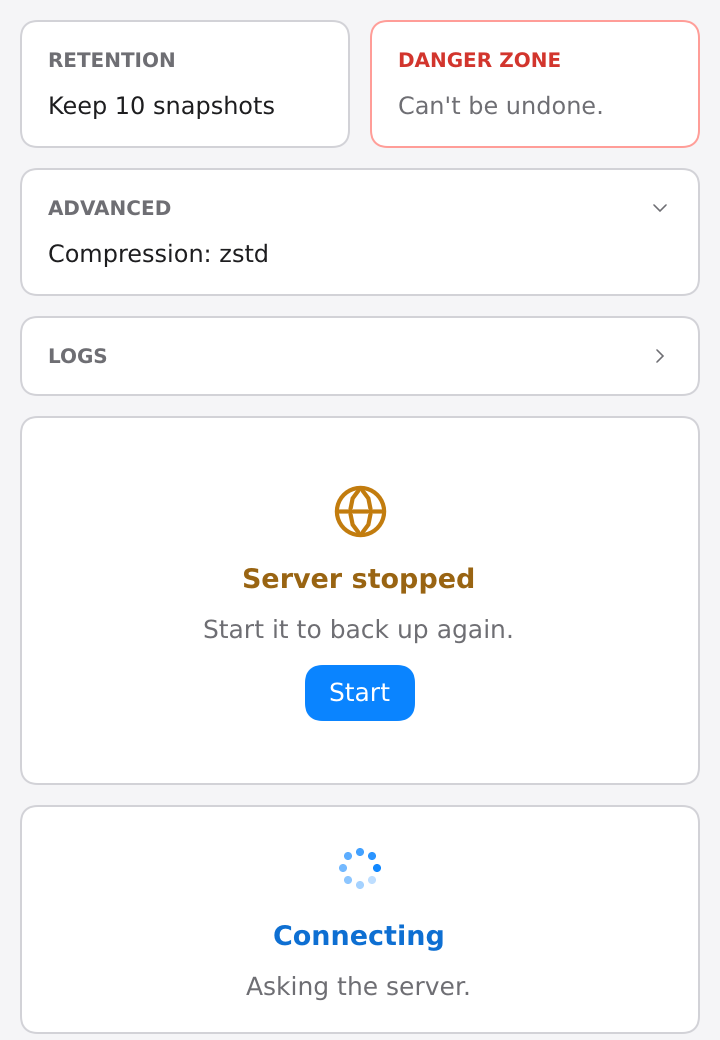 RETENTION
Keep 10 snapshots
DANGER ZONE
Can't be undone.
ADVANCED
Compression: zstd
LOGS
Server stopped
Start it to back up again.
Start
Connecting
Asking the server.